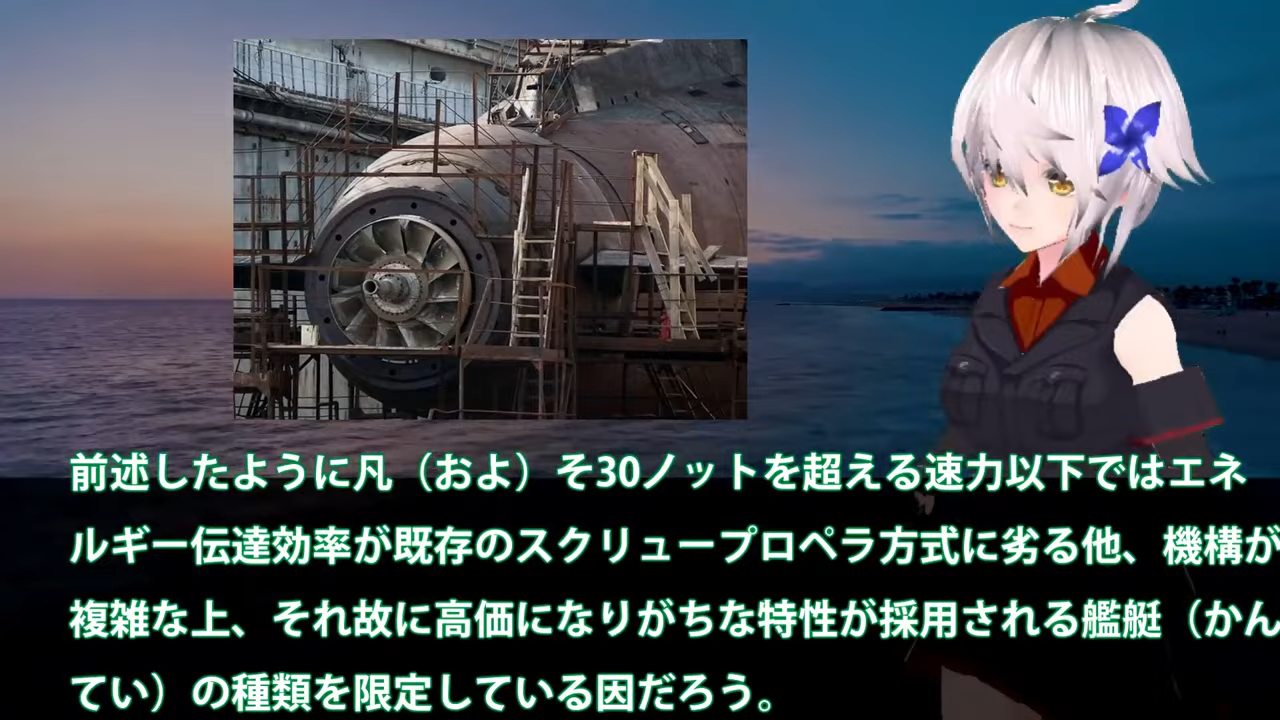 前述したように凡（およ）そ30ノットを超える速力以下ではエネ
ルギー伝達効率が既存のスクリュープロペラ方式に劣る他、機構が
複雑な上、それ故に高価になりがちな特性が採用される艦艇（かん
てい）の種類を限定している因だろう。